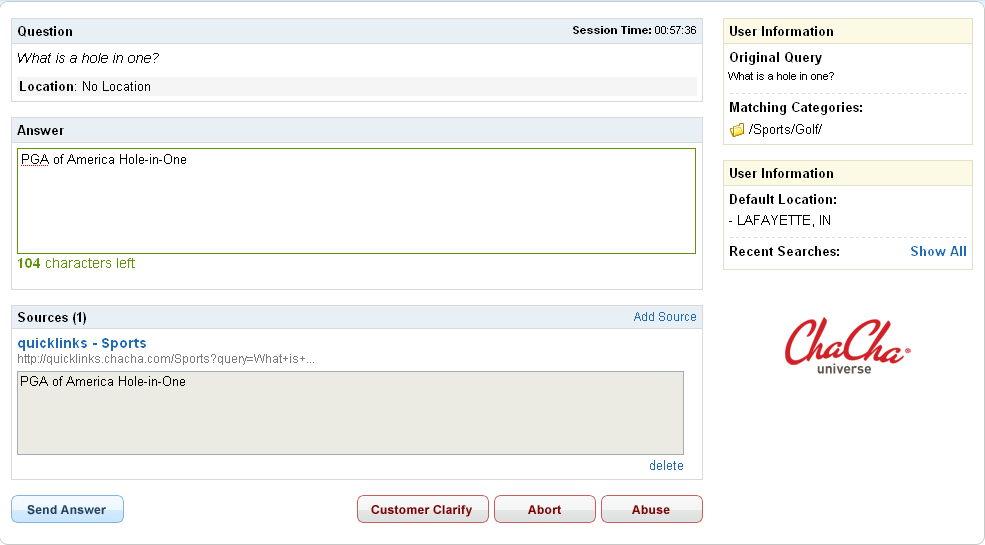 Question
Session Time: 00:57:36
What is a hole in one?
Location: No Location
Answer
PGA of America Hole-in-One
104 characters left
Sources (1)
Add Source
quicklinks - Sports
http://quicklinks.chacha.com/Sports?query=What+is+...
PGA of America Hole-in-One
delete
Send Answer
Customer Clarify
Abort
Abuse
User Information
Original Query
What is a hole in one?
Matching Categories:
/Sports/Golf/
User Information
Default Location:
- LAFAYETTE, IN
Recent Searches:
Show All
ChaCha®
universe